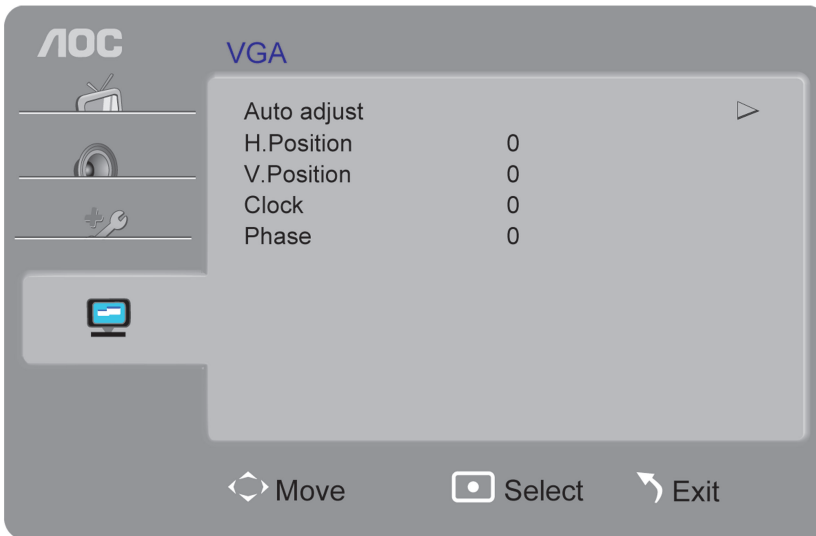 AOC
VGA
Auto adjust
H.Position 0
V.Position 0
Clock 0
Phase 0
Move Select Exit